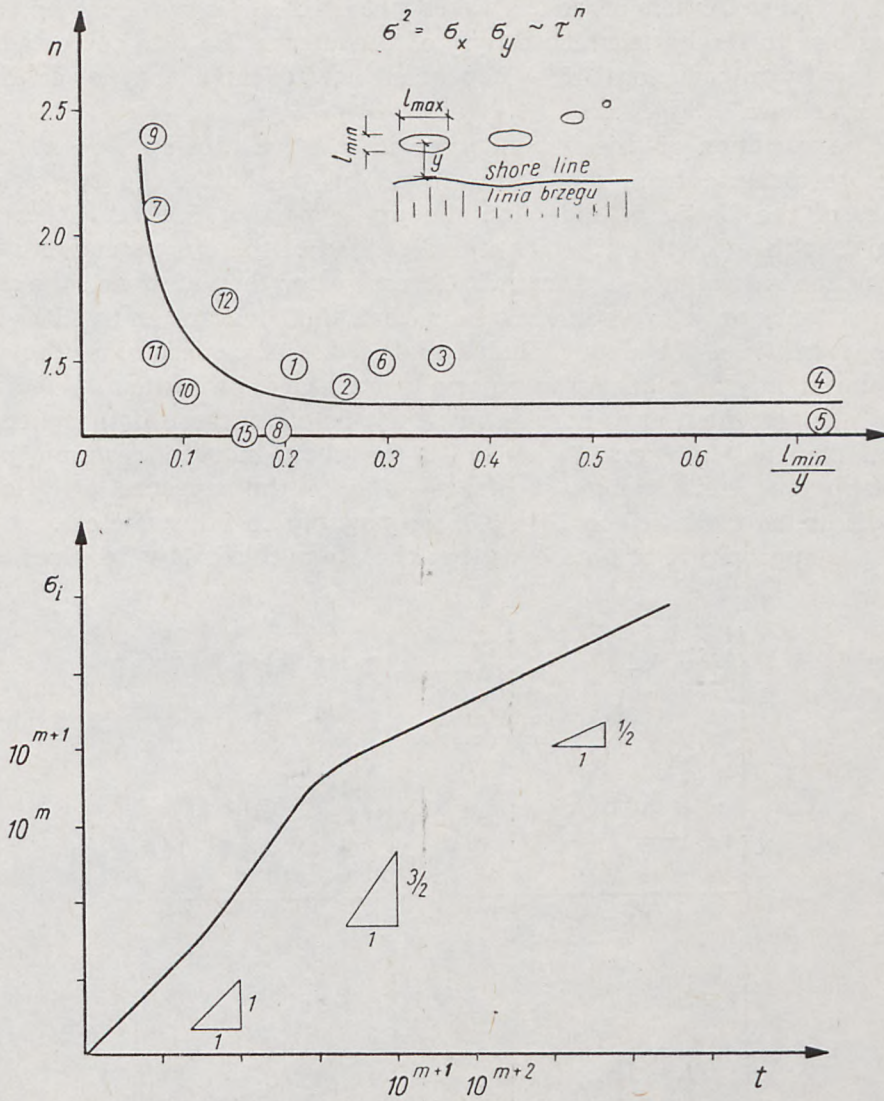 n
σ² = σx σy ~ τⁿ
2.5
2.0
1.5
lmax
lmin
y
shore line
linia brzegu
9
7
12
11
10
1
2
6
3
4
5
15
8
0
0.1
0.2
0.3
0.4
0.5
0.6
lmin
y
σi
10^m+1
10^m
1/2
1
3/2
1
1
1
10^m+1 10^m+2
t